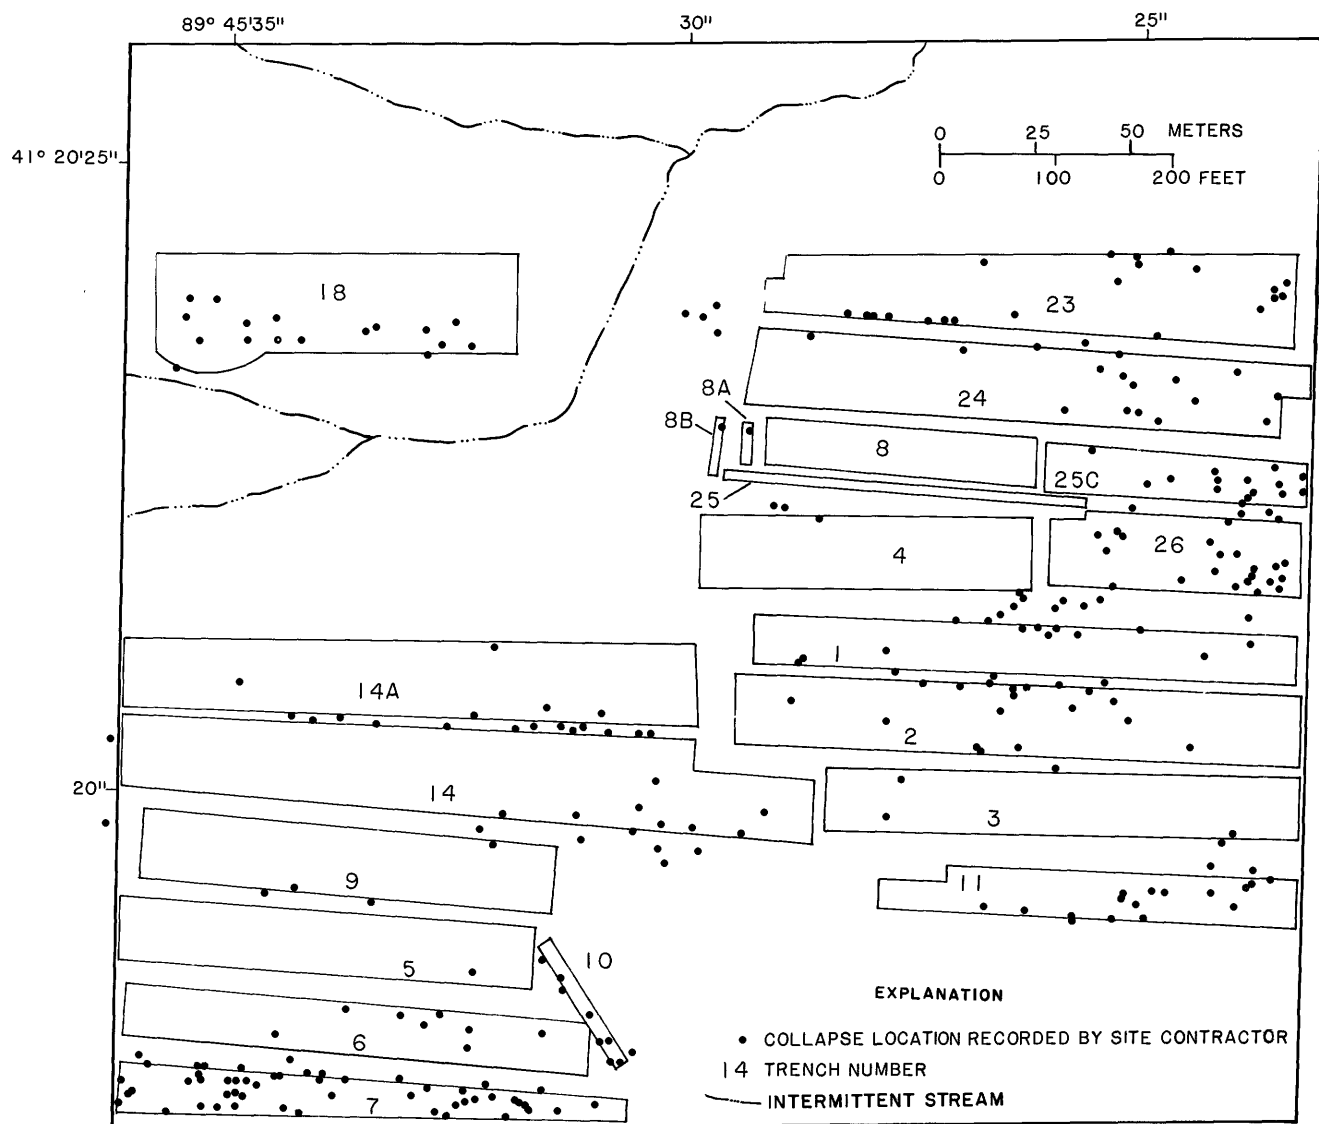 89° 45'35"
30"
25"
0 25 50 METERS
41° 20'25"
0 100 200 FEET
18
23
8A
24
8B
8
25C
25
26
4
1
14A
2
20"
14
3
9
11
10
5
EXPLANATION
COLLAPSE LOCATION RECORDED BY SITE CONTRACTOR
6
14 TRENCH NUMBER
7
INTERMITTENT STREAM